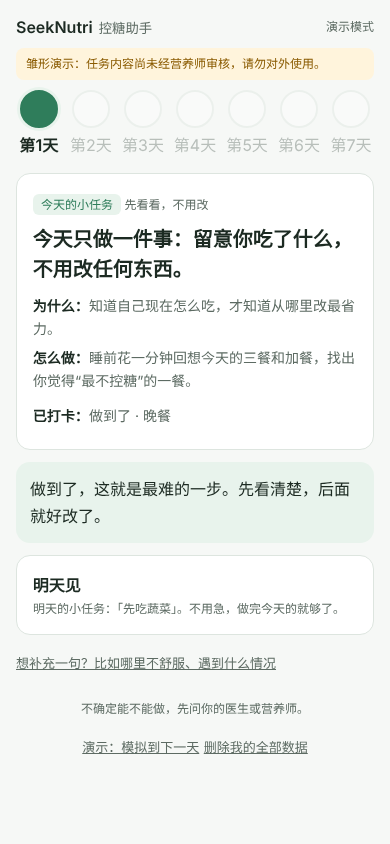 SeekNutri 控糖助手 演示模式
雏形演示：任务内容尚未经营养师审核，请勿对外使用。
第1天 第2天 第3天 第4天 第5天 第6天 第7天
今天的小任务 先看看，不用改
今天只做一件事：留意你吃了什么，
不用改任何东西。
为什么：知道自己现在怎么吃，才知道从哪里改最省
力。
怎么做：睡前花一分钟回想今天的三餐和加餐，找出
你觉得“最不控糖”的一餐。
已打卡：做到了 · 晚餐
做到了，这就是最难的一步。先看清楚，后面
就好改了。
明天见
明天的小任务：「先吃蔬菜」。不用急，做完今天的就够了。
想补充一句？比如哪里不舒服、遇到什么情况
不确定能不能做，先问你的医生或营养师。
演示：模拟到下一天 删除我的全部数据